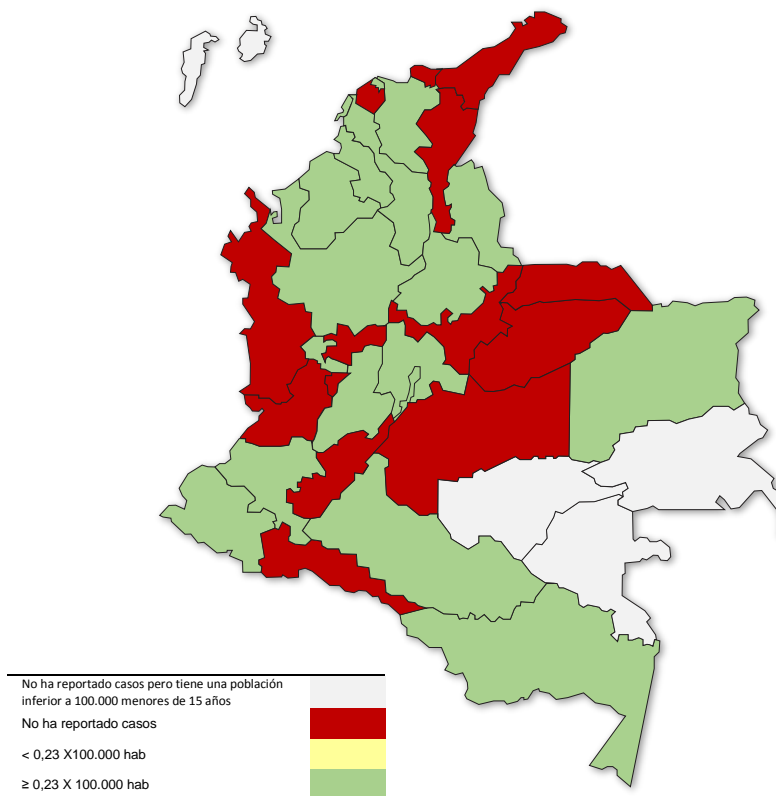 No ha reportado casos pero tiene una población
inferior a 100.000 menores de 15 años
No ha reportado casos
< 0,23 X100.000 hab
≥ 0,23 X 100.000 hab